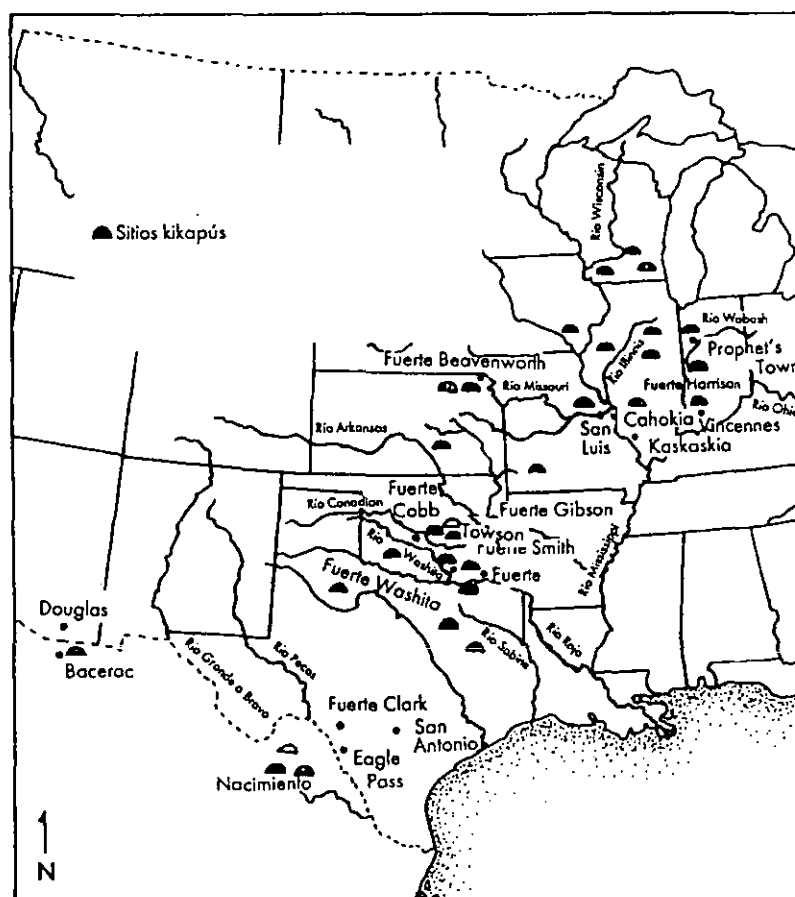 Río Wisconsin
Sitios kikapús
Río Wabash
Prophet's
Town
Río Illinois
Fuerte Beavenworth
Río Missouri
Fuerte Harrison
Río Ohio
Cahokia
Vincennes
San
Luis
Kaskaskia
Río Arkansas
Río Canadian
Fuerte
Cobb
Fuerte Gibson
Towson
Fuerte Smith
Río
Washita
Fuerte
Río Mississippi
Fuerte Washita
Douglas
Bacerac
Río Grande o Bravo
Río Pecos
Río Sabine
Río Rojo
Fuerte Clark
San
Antonio
Eagle
Pass
Nacimiento
N